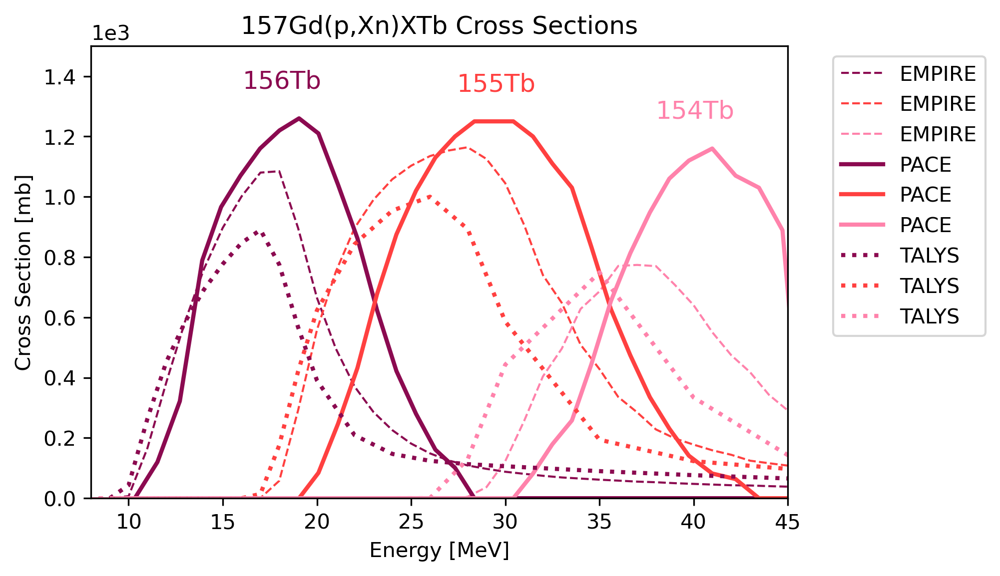 157Gd(p,Xn)XTb Cross Sections
1e3
156Tb
155Tb
154Tb
Cross Section [mb]
1.4
1.2
1.0
0.8
0.6
0.4
0.2
0.0
10 15 20 25 30 35 40 45
Energy [MeV]
EMPIRE
EMPIRE
EMPIRE
PACE
PACE
PACE
TALYS
TALYS
TALYS